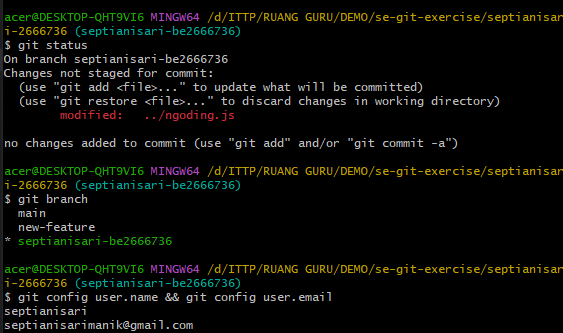 acer@DESKTOP-QHT9VI6 MINGW64 /d/ITTP/RUANG GURU/DEMO/se-git-exercise/septianisar
i-2666736 (septianisari-be2666736)
$ git status
On branch septianisari-be2666736
Changes not staged for commit:
  (use "git add <file>..." to update what will be committed)
  (use "git restore <file>..." to discard changes in working directory)
        modified:   ../ngoding.js

no changes added to commit (use "git add" and/or "git commit -a")

acer@DESKTOP-QHT9VI6 MINGW64 /d/ITTP/RUANG GURU/DEMO/se-git-exercise/septianisar
i-2666736 (septianisari-be2666736)
$ git branch
  main
  new-feature
* septianisari-be2666736

acer@DESKTOP-QHT9VI6 MINGW64 /d/ITTP/RUANG GURU/DEMO/se-git-exercise/septianisar
i-2666736 (septianisari-be2666736)
$ git config user.name && git config user.email
septianisari
septianisarimanik@gmail.com